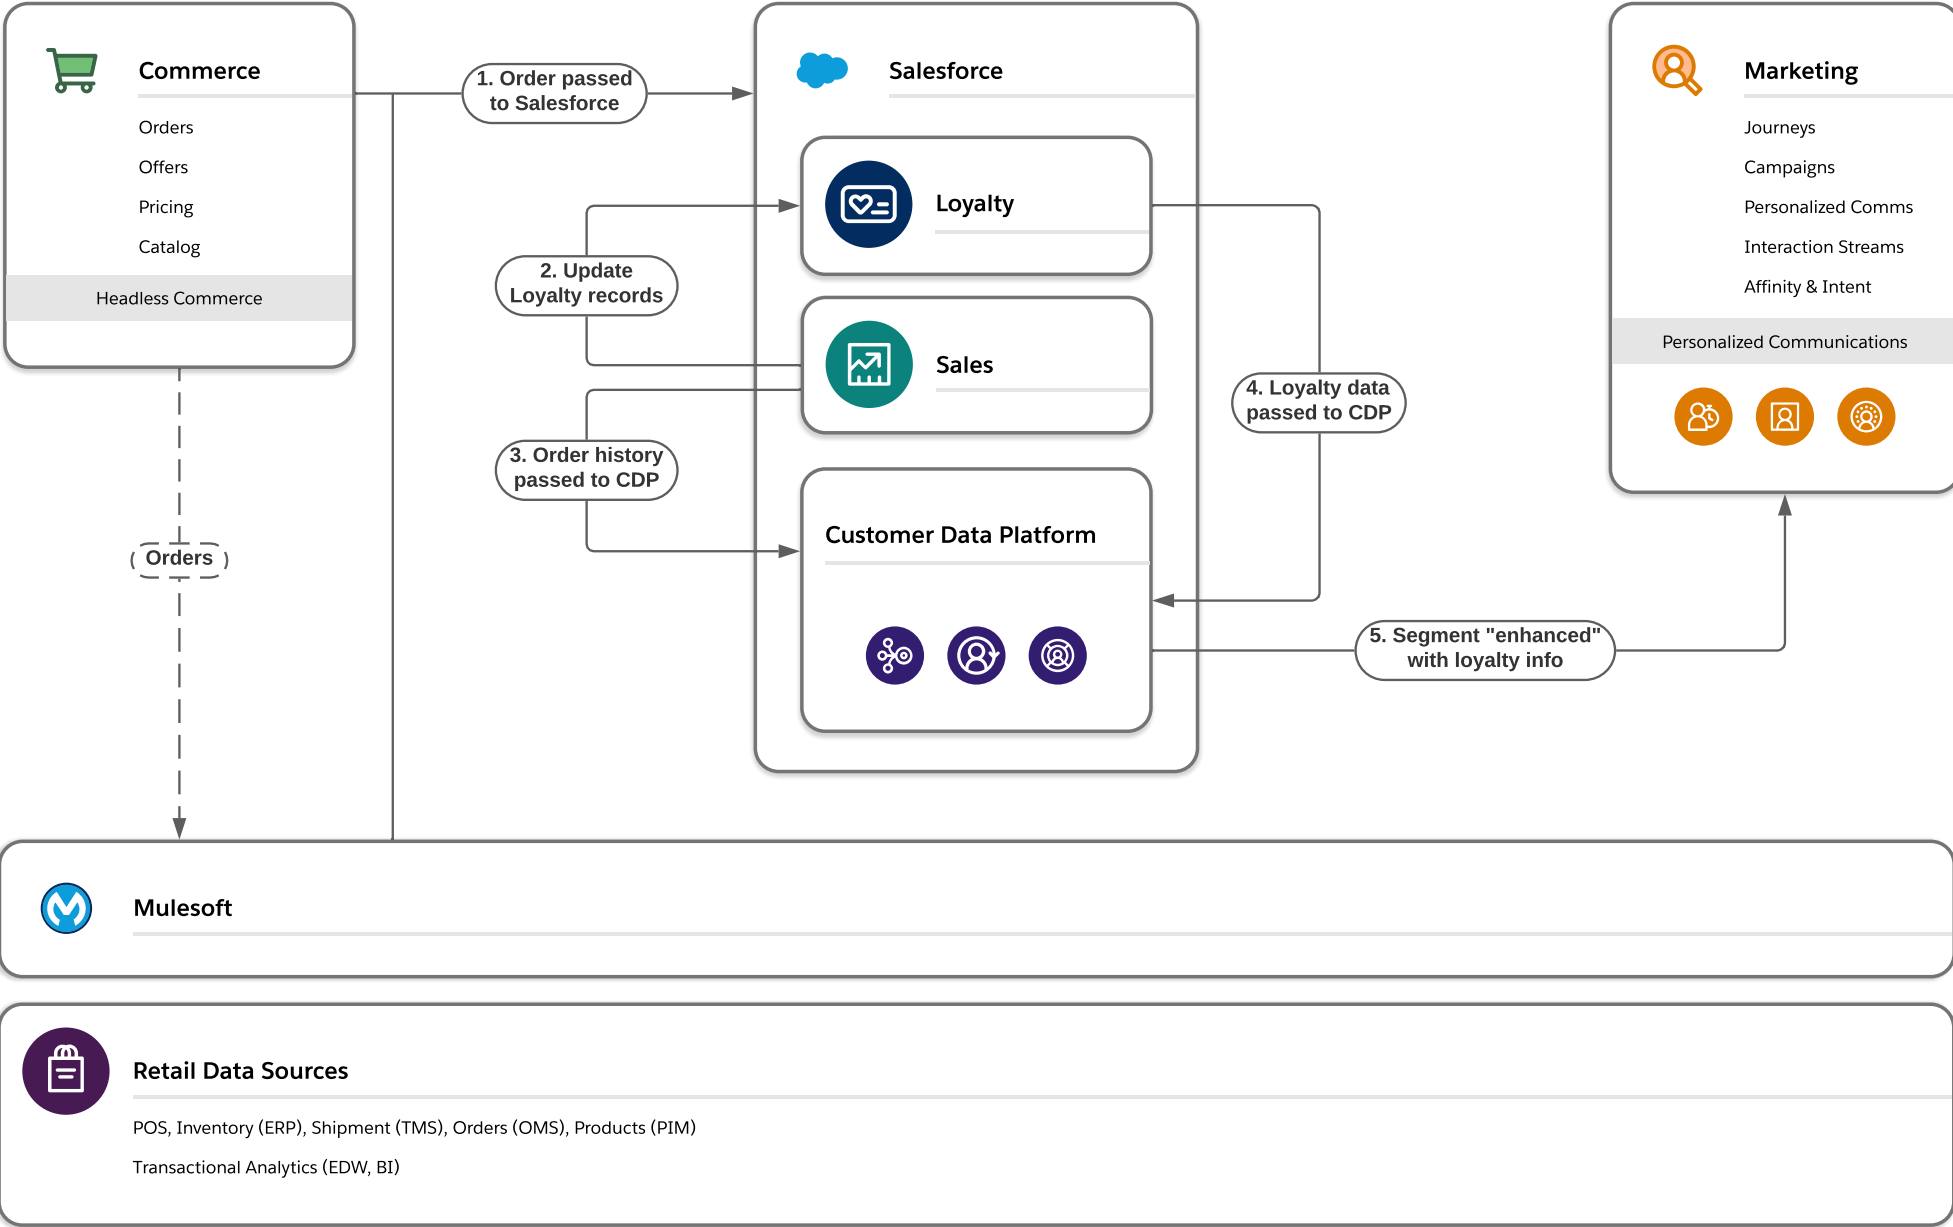 Commerce
Orders
Offers
Pricing
Catalog
Headless Commerce
1. Order passed
to Salesforce
2. Update
Loyalty records
3. Order history
passed to CDP
Orders
Salesforce
Loyalty
Sales
Customer Data Platform
4. Loyalty data
passed to CDP
5. Segment "enhanced"
with loyalty info
Marketing
Journeys
Campaigns
Personalized Comms
Interaction Streams
Affinity & Intent
Personalized Communications
Mulesoft
Retail Data Sources
POS, Inventory (ERP), Shipment (TMS), Orders (OMS), Products (PIM)
Transactional Analytics (EDW, BI)